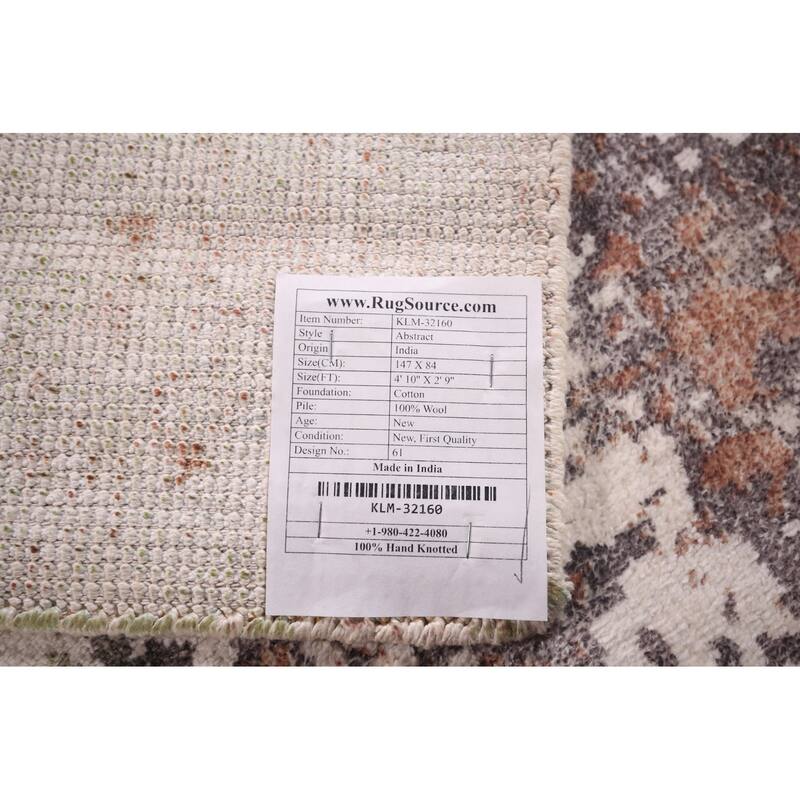 www.RugSource.com
Item Number: KLM-32160
Style Abstract
Origin India
Size(CM): 147 X 84
Size(FT): 4' 10" X 2' 9"
Foundation: Cotton
Pile: 100% Wool
Age: New
Condition: New, First Quality
Design No.: 61
Made in India
KLM-32160
+1-980-422-4080
100% Hand Knotted